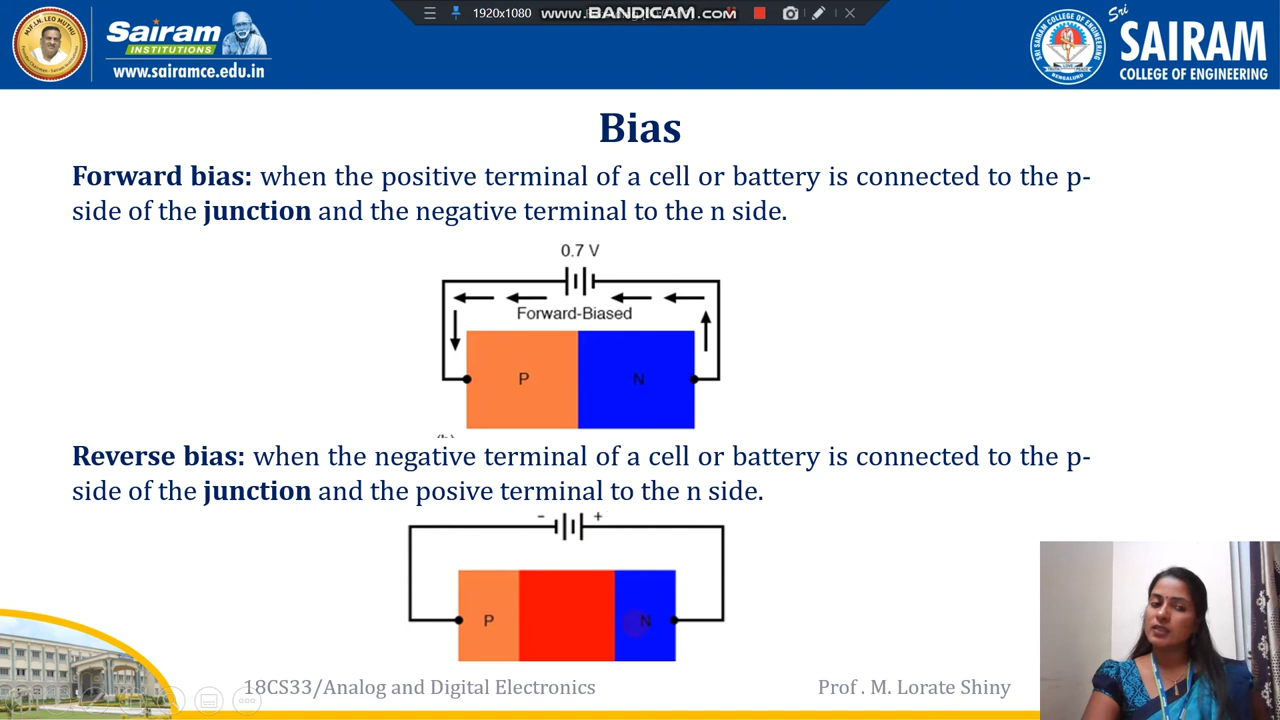 1920x1080 www.BANDICAM.com
Sairam
INSTITUTIONS
www.sairamce.edu.in
Sri
SAIRAM
COLLEGE OF ENGINEERING
Bias
Forward bias: when the positive terminal of a cell or battery is connected to the p-
side of the junction and the negative terminal to the n side.
0.7 V
Forward-Biased
P N
Reverse bias: when the negative terminal of a cell or battery is connected to the p-
side of the junction and the posive terminal to the n side.
- +
P N
18CS33/Analog and Digital Electronics
Prof . M. Lorate Shiny